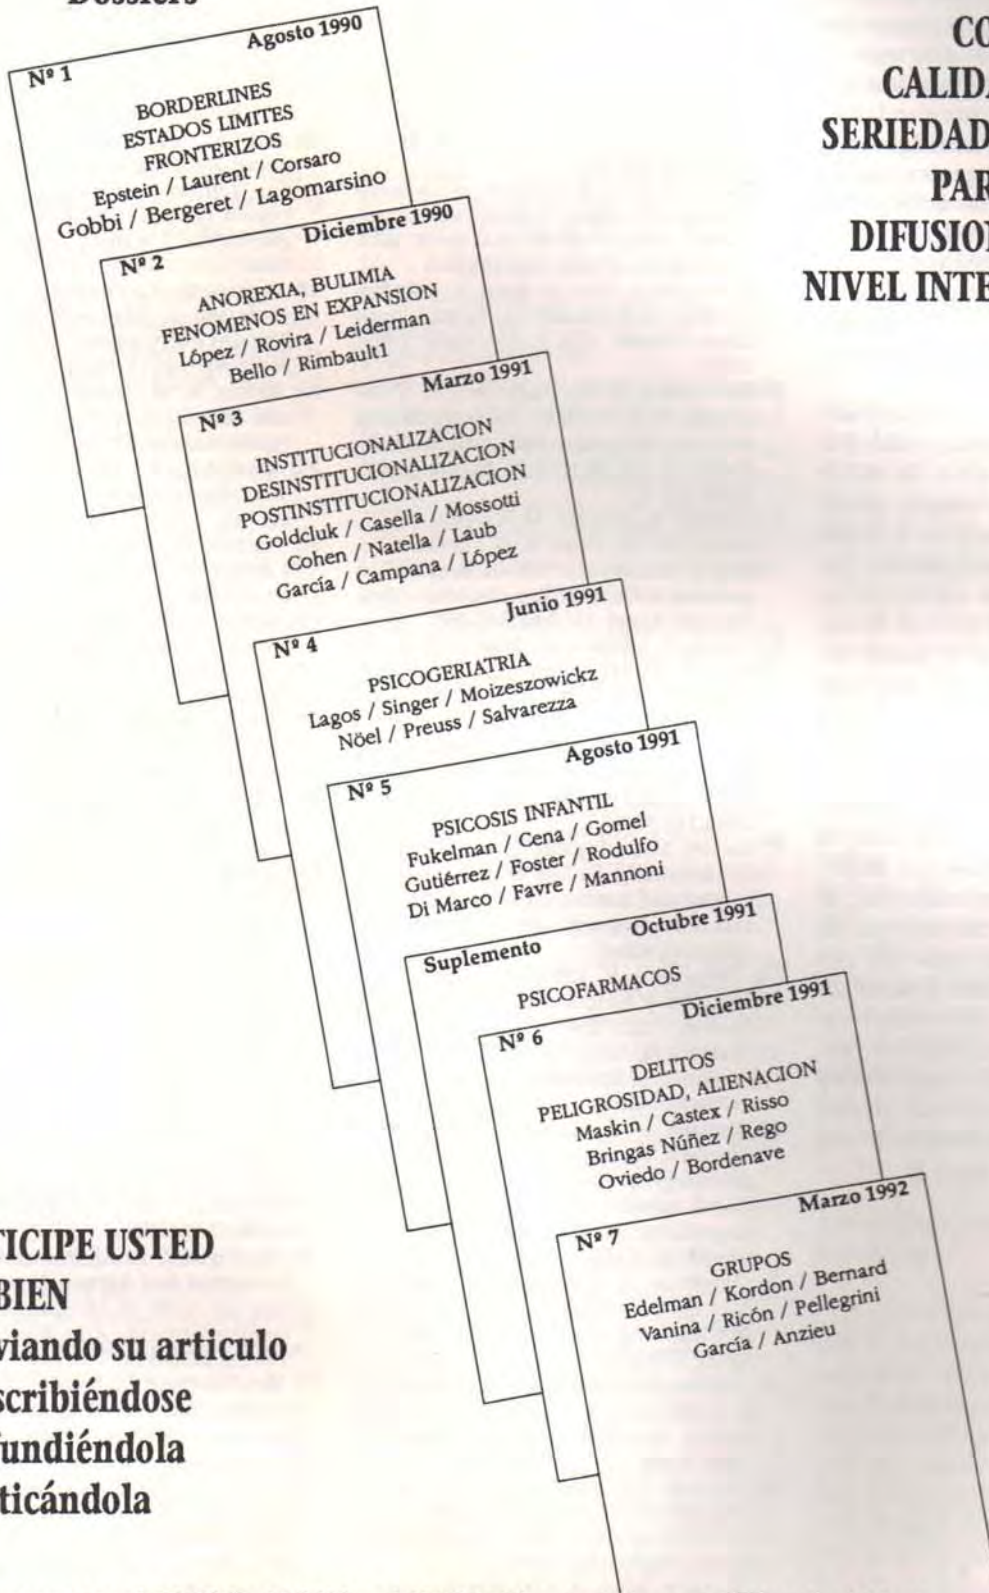 Dossiers
Nº 1 Agosto 1990
BORDERLINES
ESTADOS LIMITES
FRONTERIZOS
Epstein / Laurent / Corsaro
Gobbi / Bergeret / Lagomarsino
Nº 2 Diciembre 1990
ANOREXIA, BULIMIA
FENOMENOS EN EXPANSION
López / Rovira / Leiderman
Bello / Rimbault1
Nº 3 Marzo 1991
INSTITUCIONALIZACION
DESINSTITUCIONALIZACION
POSTINSTITUCIONALIZACION
Goldcluk / Casella / Mossotti
Cohen / Natella / Laub
García / Campana / López
Nº 4 Junio 1991
PSICOGERIATRIA
Lagos / Singer / Moizeszowickz
Nöel / Preuss / Salvarezza
Nº 5 Agosto 1991
PSICOSIS INFANTIL
Fukelman / Cena / Gomel
Gutiérrez / Foster / Rodulfo
Di Marco / Favre / Mannoni
Suplemento Octubre 1991
PSICOFARMACOS
Nº 6 Diciembre 1991
DELITOS
PELIGROSIDAD, ALIENACION
Maskin / Castex / Risso
Bringas Núñez / Rego
Oviedo / Bordenave
Nº 7 Marzo 1992
GRUPOS
Edelman / Kordon / Bernard
Vanina / Ricón / Pellegrini
García / Anzieu
CO
CALIDA
SERIEDAD
PAR
DIFUSION
NIVEL INTE
TICIPE USTED
BIEN
viando su articulo
scribiéndose
fundiéndola
ticándola